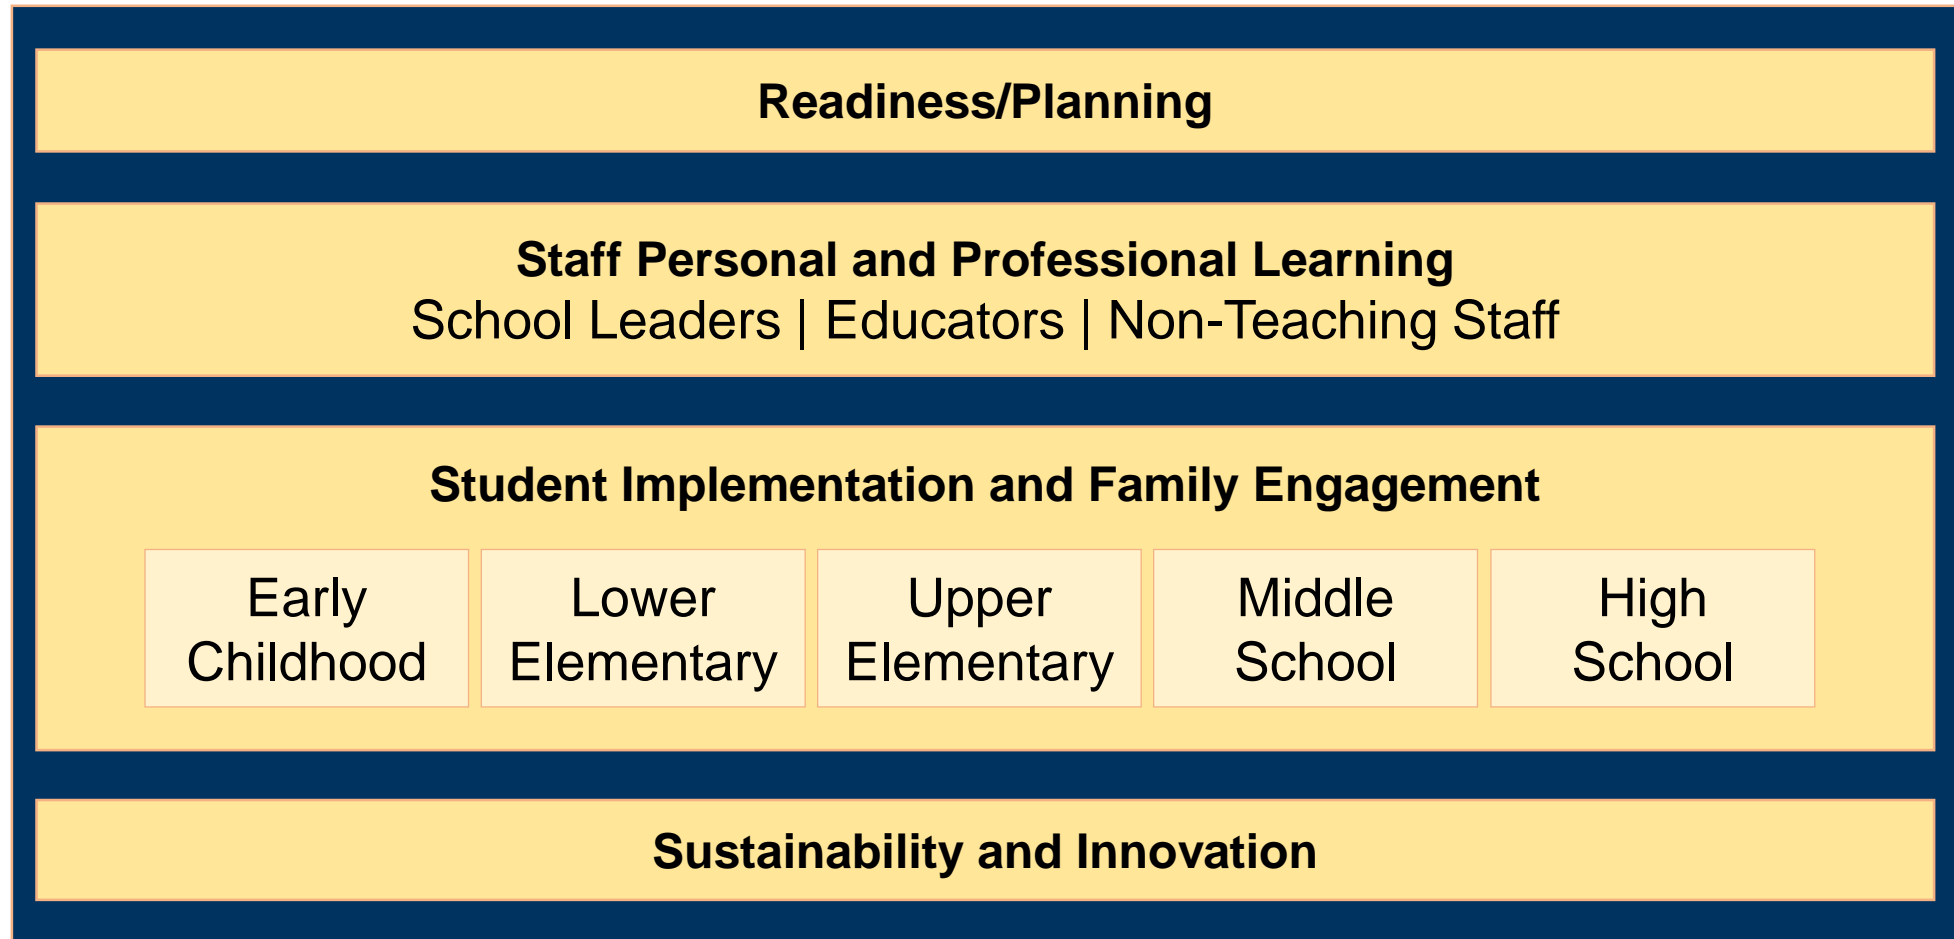 Readiness/Planning
Staff Personal and Professional Learning
School Leaders | Educators | Non-Teaching Staff
Student Implementation and Family Engagement
Early
Childhood
Lower
Elementary
Upper
Elementary
Middle
School
High
School
Sustainability and Innovation